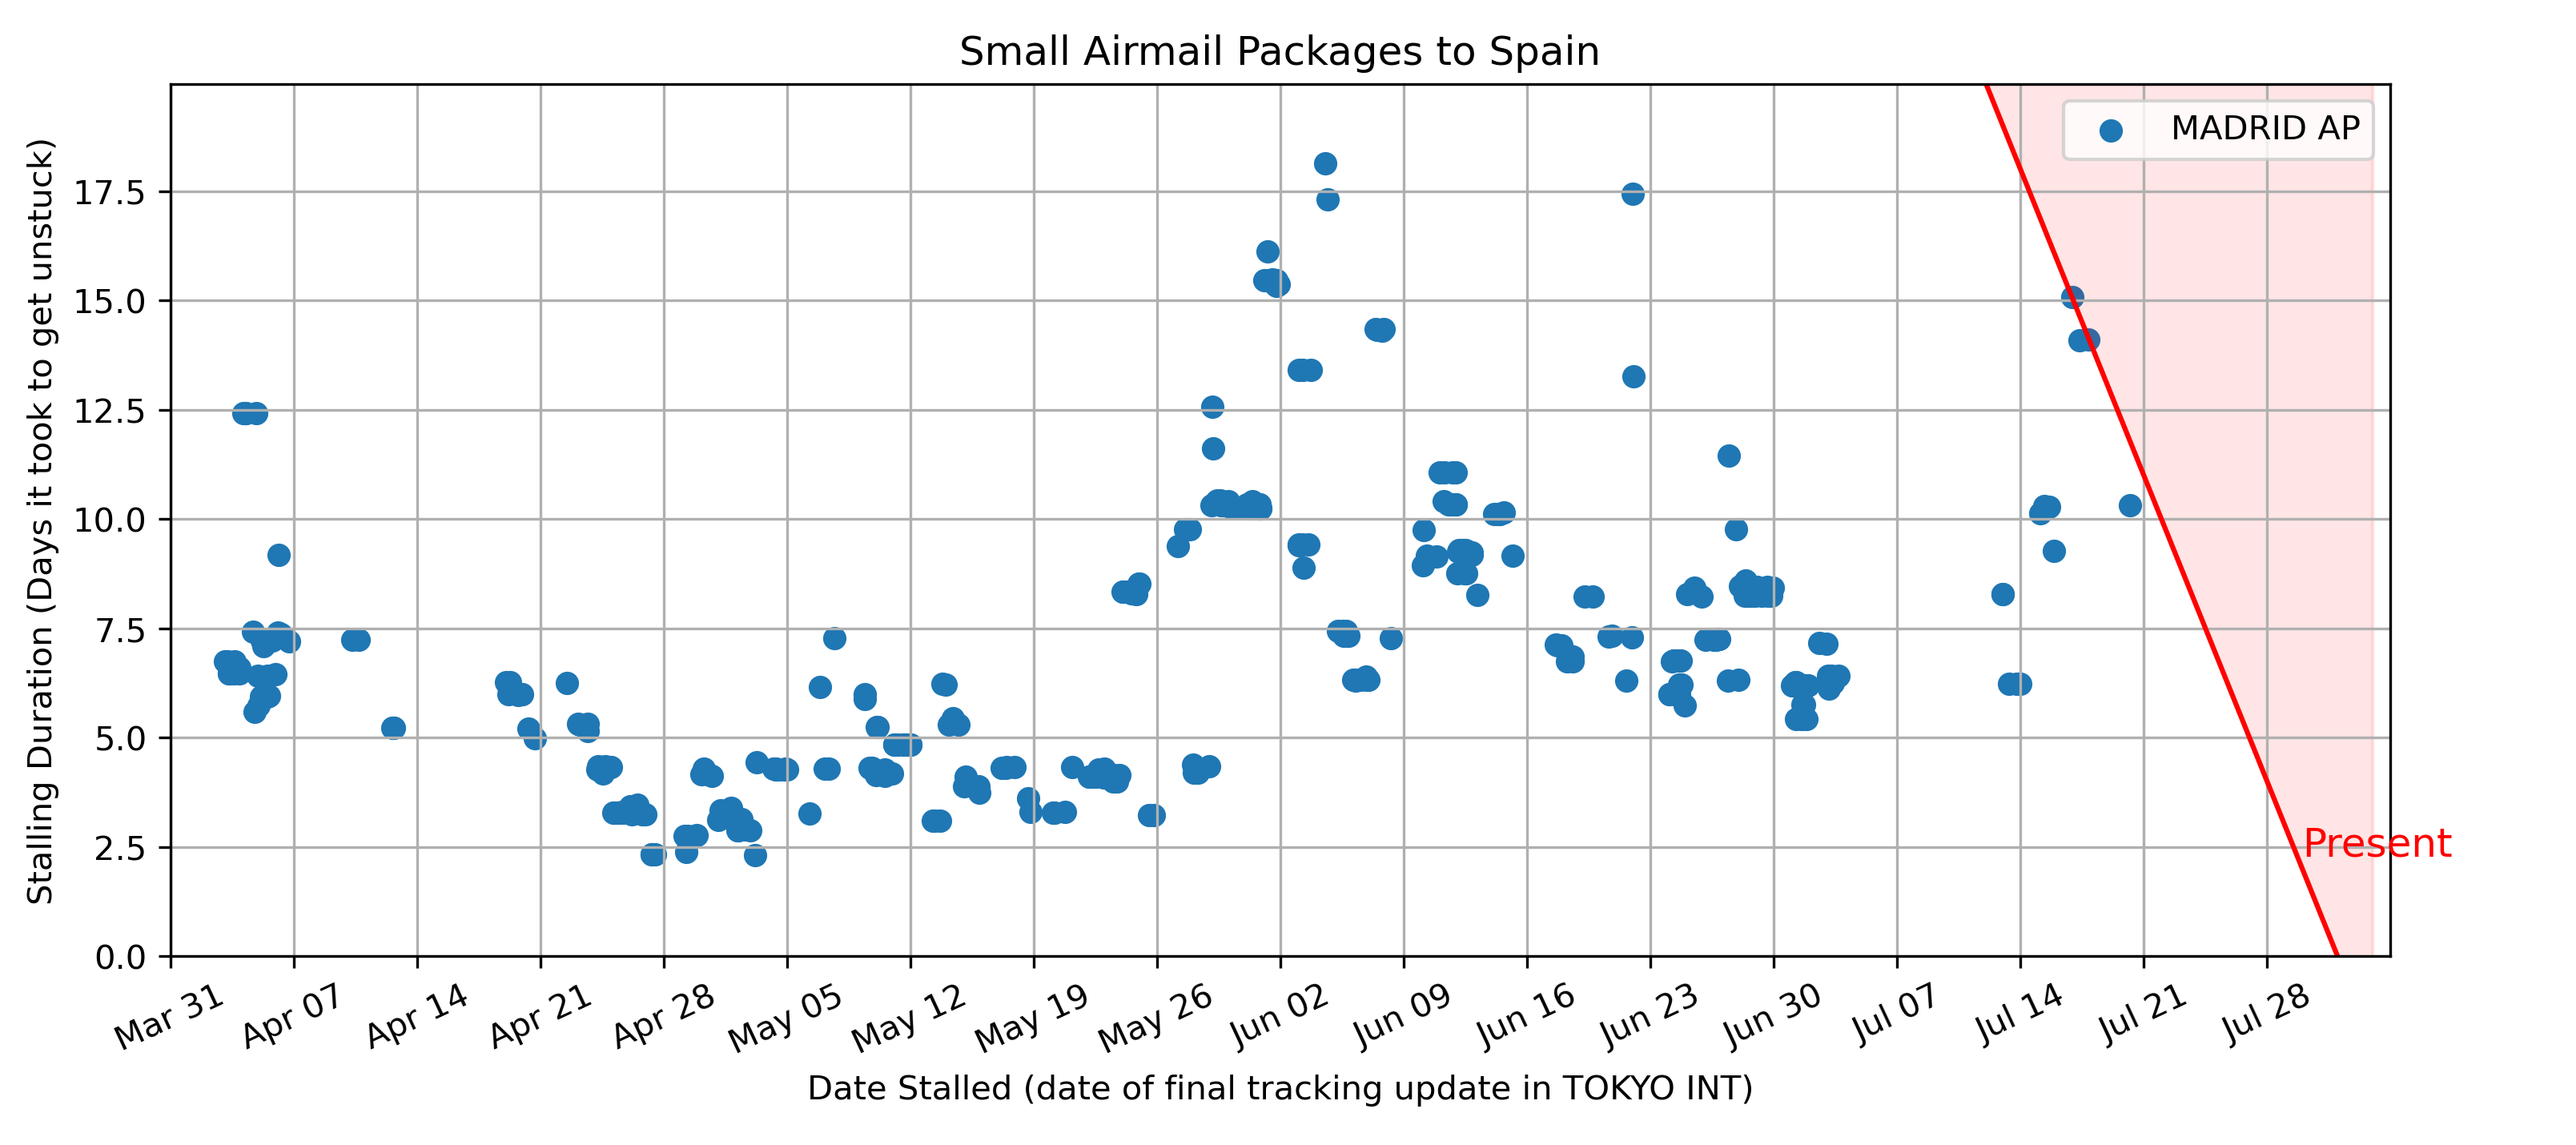 Small Airmail Packages to Spain
MADRID AP
Stalling Duration (Days it took to get unstuck)
17.5
15.0
12.5
10.0
7.5
5.0
2.5
0.0
Present
Mar 31 Apr 07 Apr 14 Apr 21 Apr 28 May 05 May 12 May 19 May 26 Jun 02 Jun 09 Jun 16 Jun 23 Jun 30 Jul 07 Jul 14 Jul 21 Jul 28
Date Stalled (date of final tracking update in TOKYO INT)